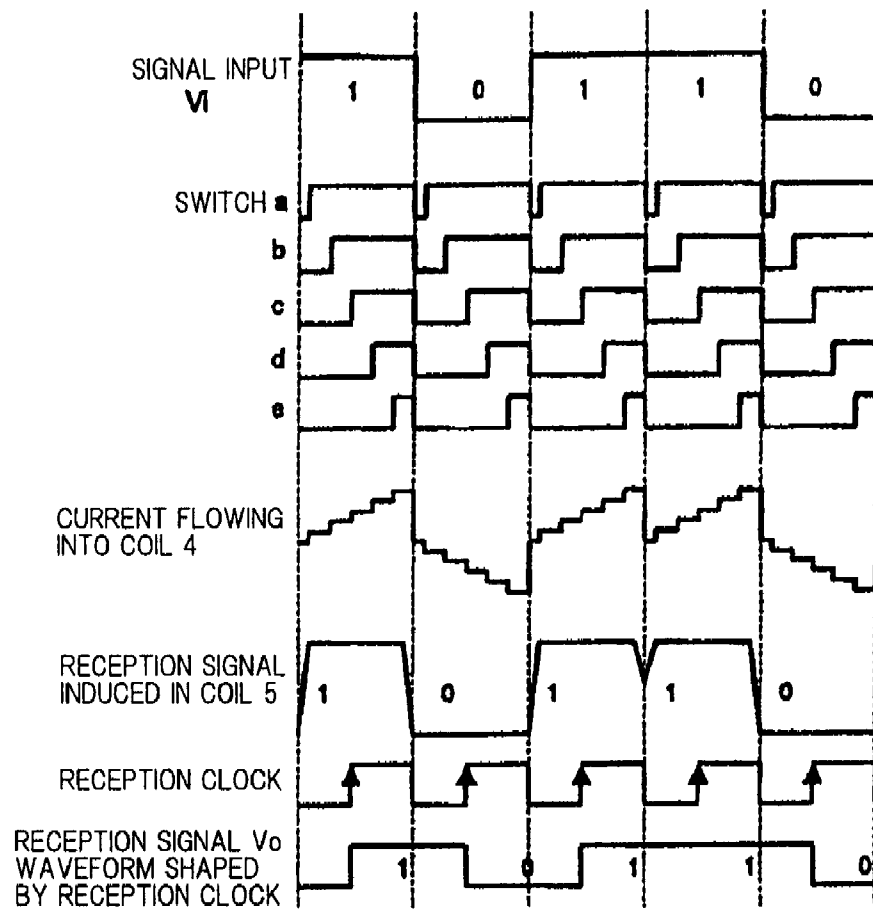 SIGNAL INPUT
VI
1 0 1 1 0
SWITCH a
b
c
d
e
CURRENT FLOWING
INTO COIL 4
RECEPTION SIGNAL
INDUCED IN COIL 5
1 0 1 1 0
RECEPTION CLOCK
RECEPTION SIGNAL Vo
WAVEFORM SHAPED
BY RECEPTION CLOCK
1 0 1 1 0